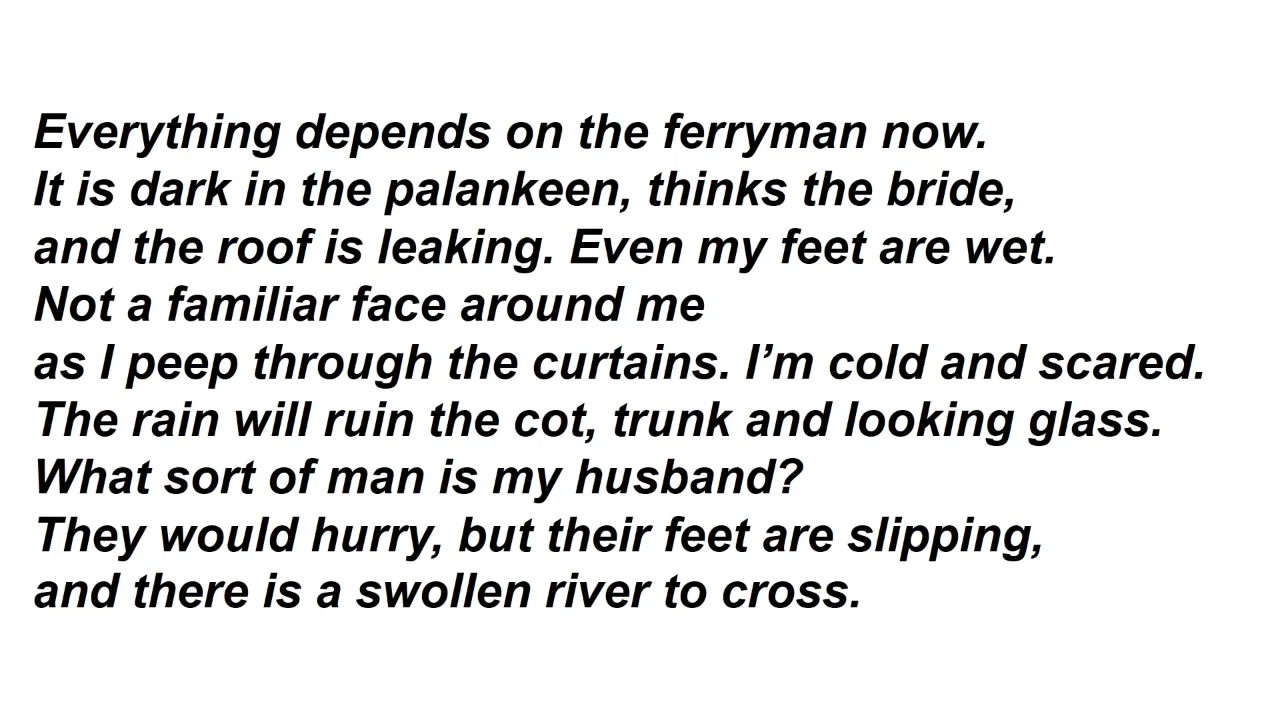 Everything depends on the ferryman now.
It is dark in the palankeen, thinks the bride,
and the roof is leaking. Even my feet are wet.
Not a familiar face around me
as I peep through the curtains. I’m cold and scared.
The rain will ruin the cot, trunk and looking glass.
What sort of man is my husband?
They would hurry, but their feet are slipping,
and there is a swollen river to cross.